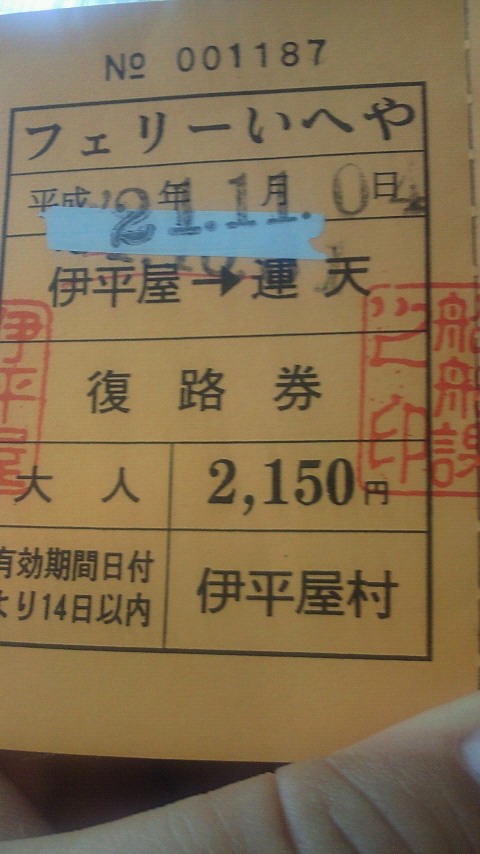 No 001187
フェリーいへや
平成'21年.11月.04日
伊平屋→運天
復路券
大人 2,150円
有効期間日付
より14日以内
伊平屋村
伊平屋
船舶課
之印